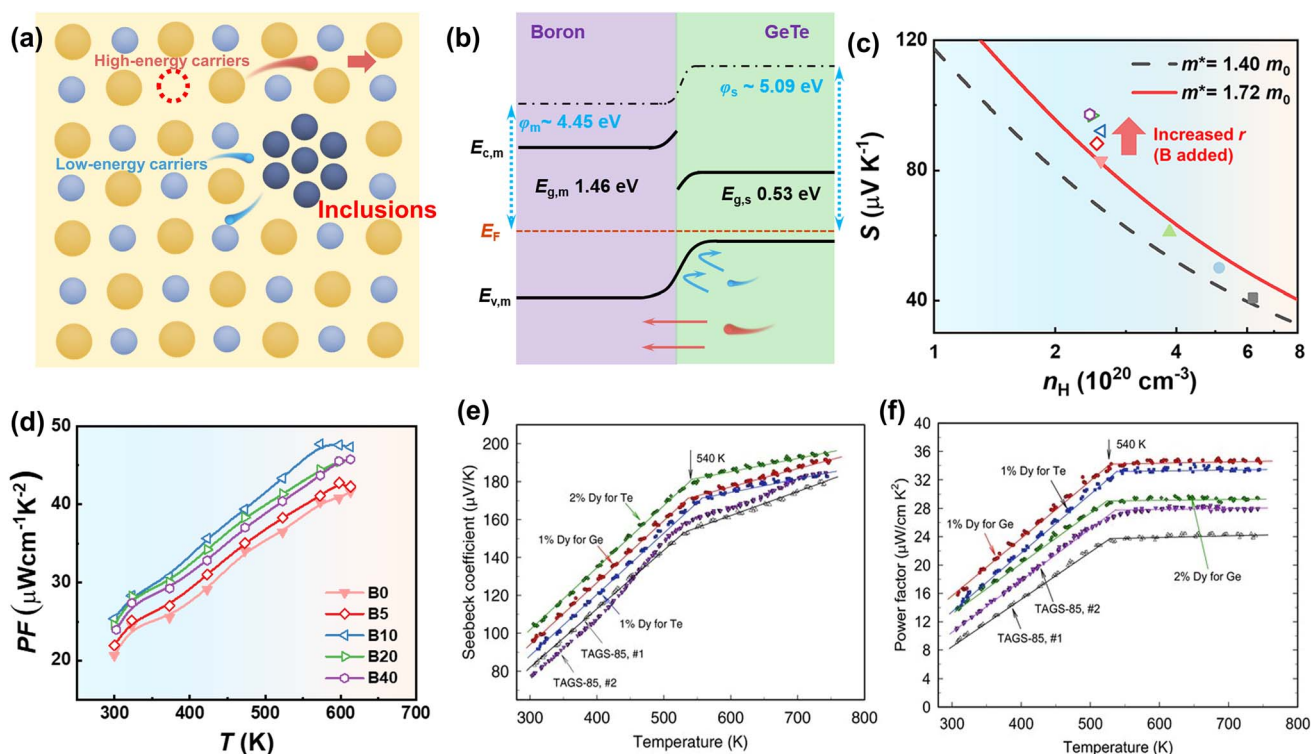 (a)
High-energy carriers
Low-energy carriers
Inclusions
(b)
Boron
GeTe
φm~ 4.45 eV
φs ~ 5.09 eV
Ec,m
Eg,m 1.46 eV
Eg,s 0.53 eV
EF
Ev,m
(c)
S (μV K-1)
120
80
40
m*= 1.40 m0
m*= 1.72 m0
Increased r
(B added)
1
2
4
6
8
nH (10^20 cm-3)
(d)
PF (μWcm-1K-2)
50
40
30
20
B0
B5
B10
B20
B40
300
400
500
600
700
T (K)
(e)
Seebeck coefficient (μV/K)
200
180
160
140
120
100
80
540 K
2% Dy for Te
1% Dy for Ge
1% Dy for Te
TAGS-85, #1
TAGS-85, #2
300
400
500
600
700
800
Temperature (K)
(f)
Power factor (μW/cm K2)
36
32
28
24
20
16
12
8
4
0
540 K
1% Dy for Te
1% Dy for Ge
2% Dy for Ge
TAGS-85, #2
TAGS-85, #1
300
400
500
600
700
800
Temperature (K)